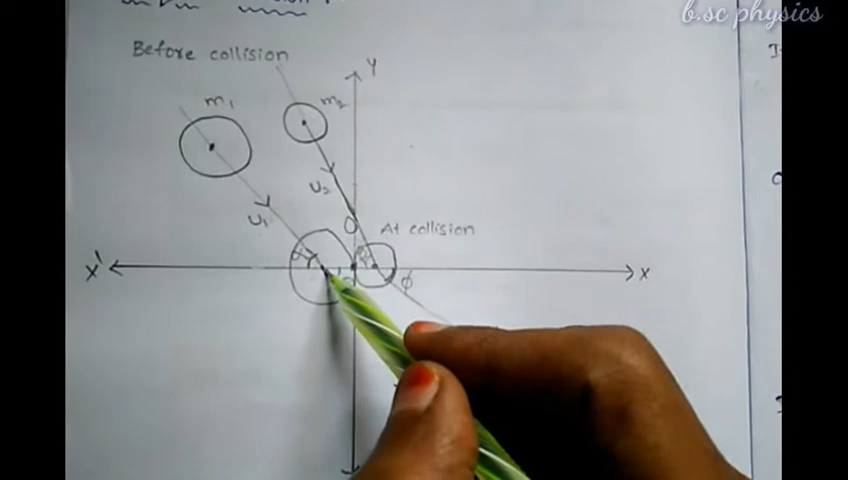 b.sc physics
Before collision
Y
m₁
m₂
u₂
u₁
At collision
X'
X
ϕ